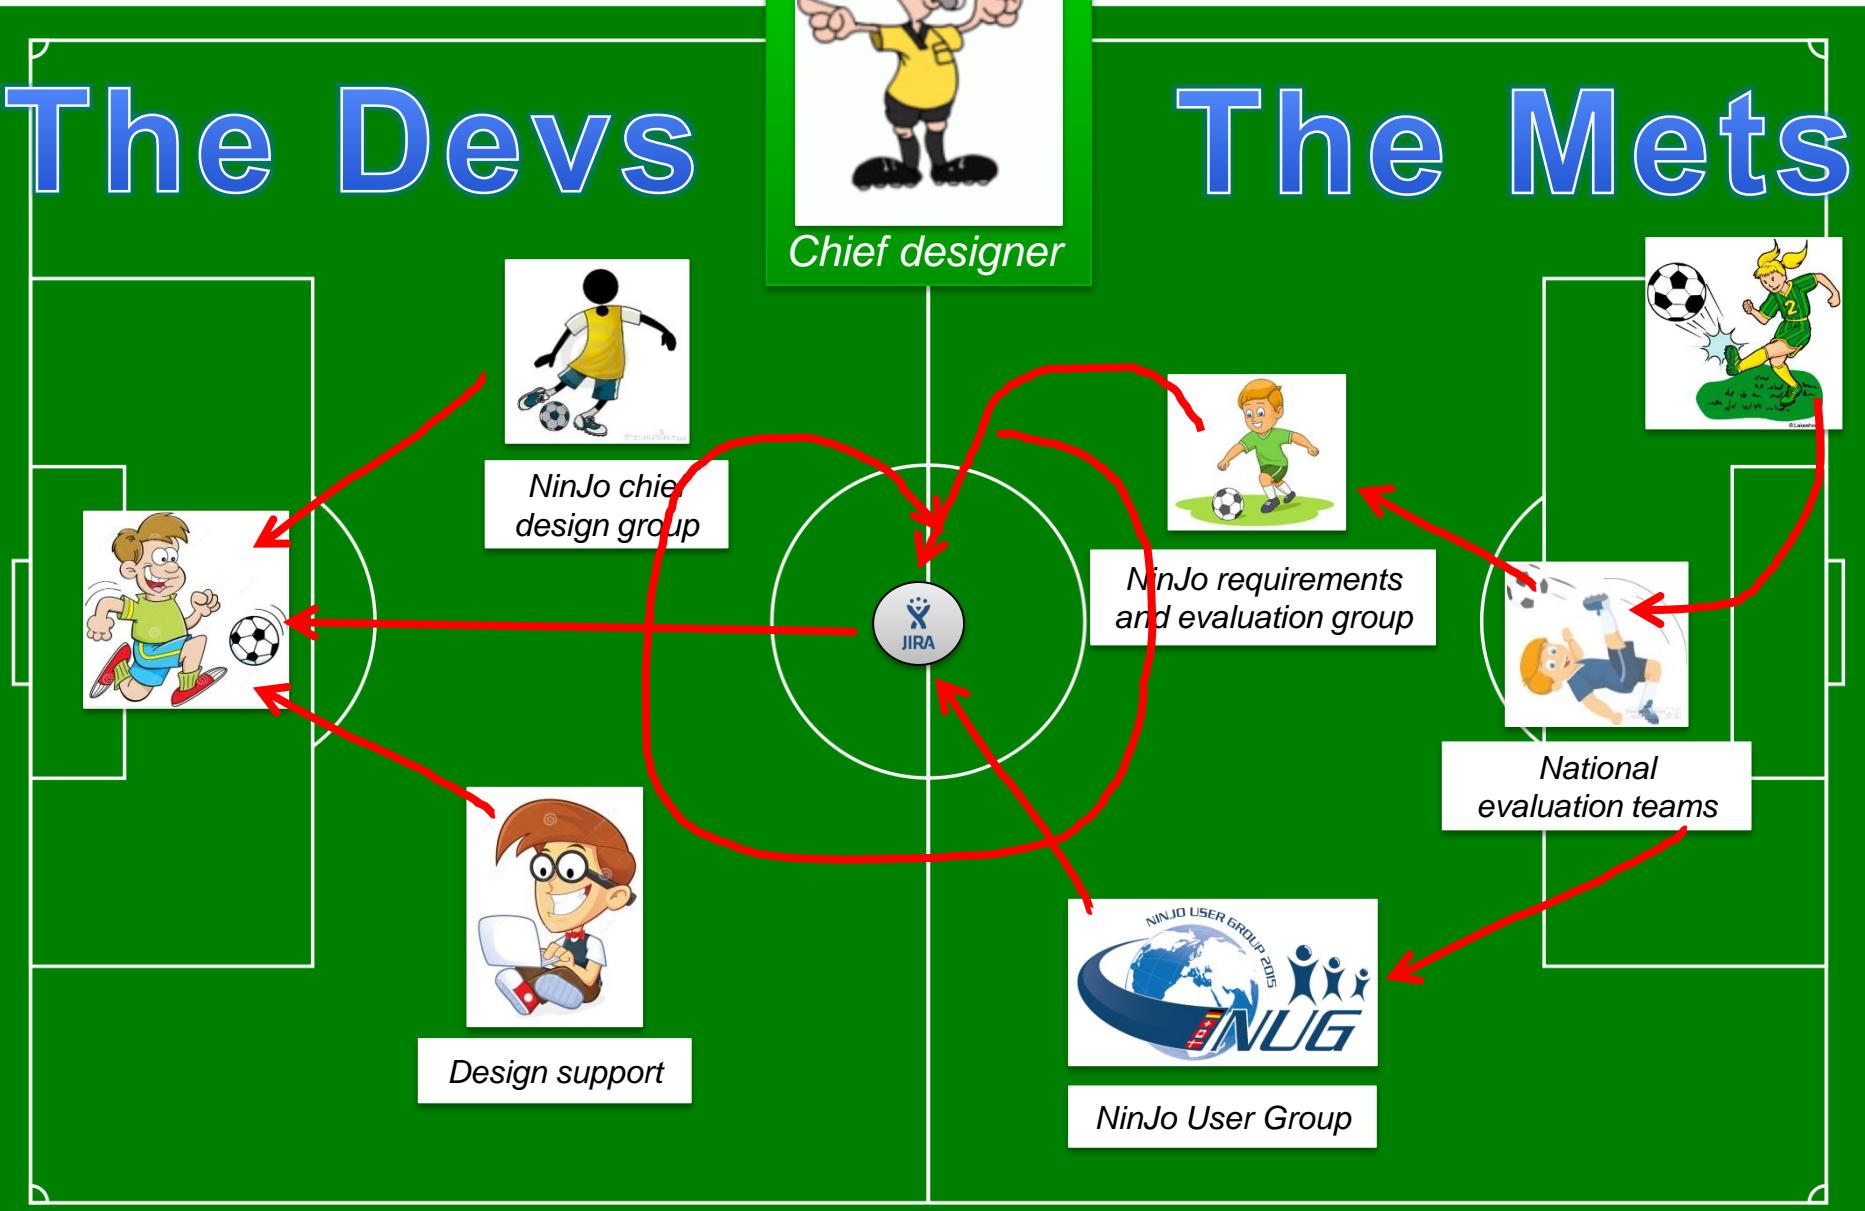 The Devs
The Mets
Chief designer
2
NinJo chief
design group
NinJo requirements
and evaluation group
JIRA
National
evaluation teams
NINJO USER GROUP 2015
NUG
Design support
NinJo User Group